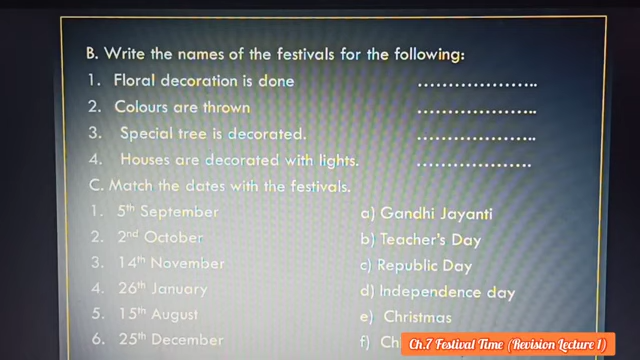 B. Write the names of the festivals for the following:
1. Floral decoration is done ......................
2. Colours are thrown ......................
3. Special tree is decorated. ......................
4. Houses are decorated with lights. .....................
C. Match the dates with the festivals.
1. 5th September a) Gandhi Jayanti
2. 2nd October b) Teacher's Day
3. 14th November c) Republic Day
4. 26th January d) Independence day
5. 15th August e) Christmas
6. 25th December f) Ch
Ch.7 Festival Time (Revision Lecture 1)